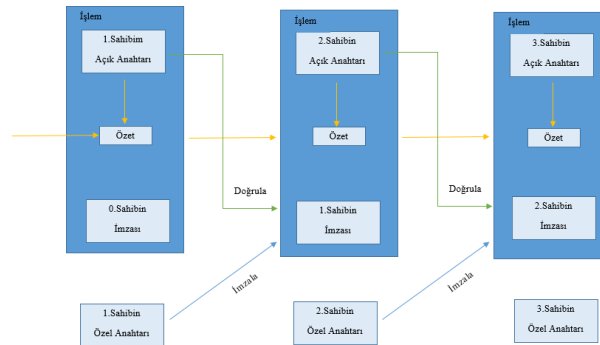 İşlem
1.Sahibim
Açık Anahtarı
Özet
0.Sahibin
İmzası
1.Sahibin
Özel Anahtarı
Doğrula
İmzala
İşlem
2.Sahibin
Açık Anahtarı
Özet
1.Sahibin
İmzası
2.Sahibin
Özel Anahtarı
Doğrula
İmzala
İşlem
3.Sahibin
Açık Anahtarı
Özet
2.Sahibin
İmzası
3.Sahibin
Özel Anahtarı